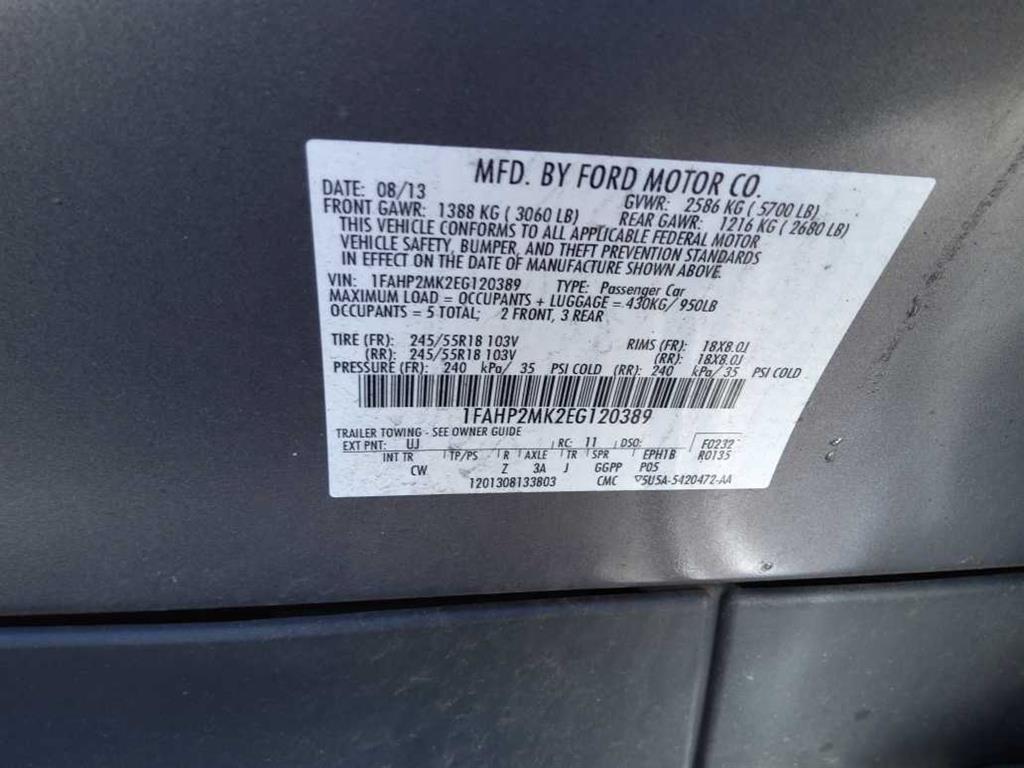 MFD. BY FORD MOTOR CO.
DATE: 08/13 GVWR: 2586 KG ( 5700 LB)
FRONT GAWR: 1388 KG ( 3060 LB) REAR GAWR: 1216 KG ( 2680 LB)
THIS VEHICLE CONFORMS TO ALL APPLICABLE FEDERAL MOTOR
VEHICLE SAFETY, BUMPER, AND THEFT PREVENTION STANDARDS
IN EFFECT ON THE DATE OF MANUFACTURE SHOWN ABOVE.
VIN: 1FAHP2MK2EG120389 TYPE: Passenger Car
MAXIMUM LOAD = OCCUPANTS + LUGGAGE = 430KG/ 950LB
OCCUPANTS = 5 TOTAL; 2 FRONT, 3 REAR
TIRE (FR): 245/55R18 103V RIMS (FR): 18X8.0J
(RR): 245/55R18 103V (RR): 18X8.0J
PRESSURE (FR): 240 kPa/ 35 PSI COLD (RR): 240 kPa/ 35 PSI COLD
1FAHP2MK2EG120389
TRAILER TOWING - SEE OWNER GUIDE
EXT PNT: UJ RC: 11 DSO: F0232
INT TR TP/PS R AXLE TR SPR EPH1B R0135
CW Z 3A J GGPP P05
1201308133803 CMC ▽5U5A-5420472-AA